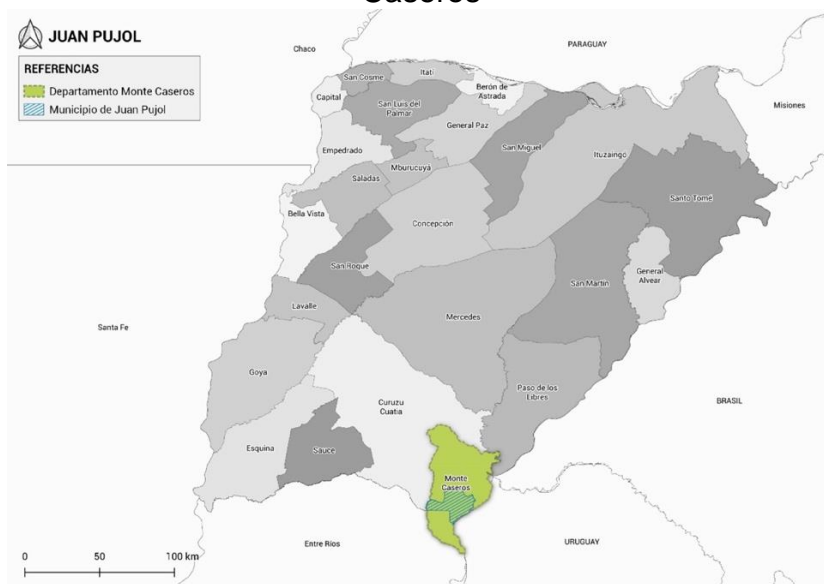 Caseros
JUAN PUJOL
REFERENCIAS
Departamento Monte Caseros
Municipio de Juan Pujol
Chaco
PARAGUAY
Misiones
San Cosme
Itatí
Berón de
Astrada
Capital
San Luis del
Palmar
General Paz
San Miguel
Ituzaingó
Empedrado
Mburucuyá
Saladas
Santo Tomé
Bella Vista
Concepción
San Roque
General
Alvear
San Martín
Lavalle
Mercedes
Santa Fe
Goya
Paso de los
Libres
Curuzu
Cuatia
BRASIL
Esquina
Sauce
Monte
Caseros
Entre Ríos
URUGUAY
0 50 100 km